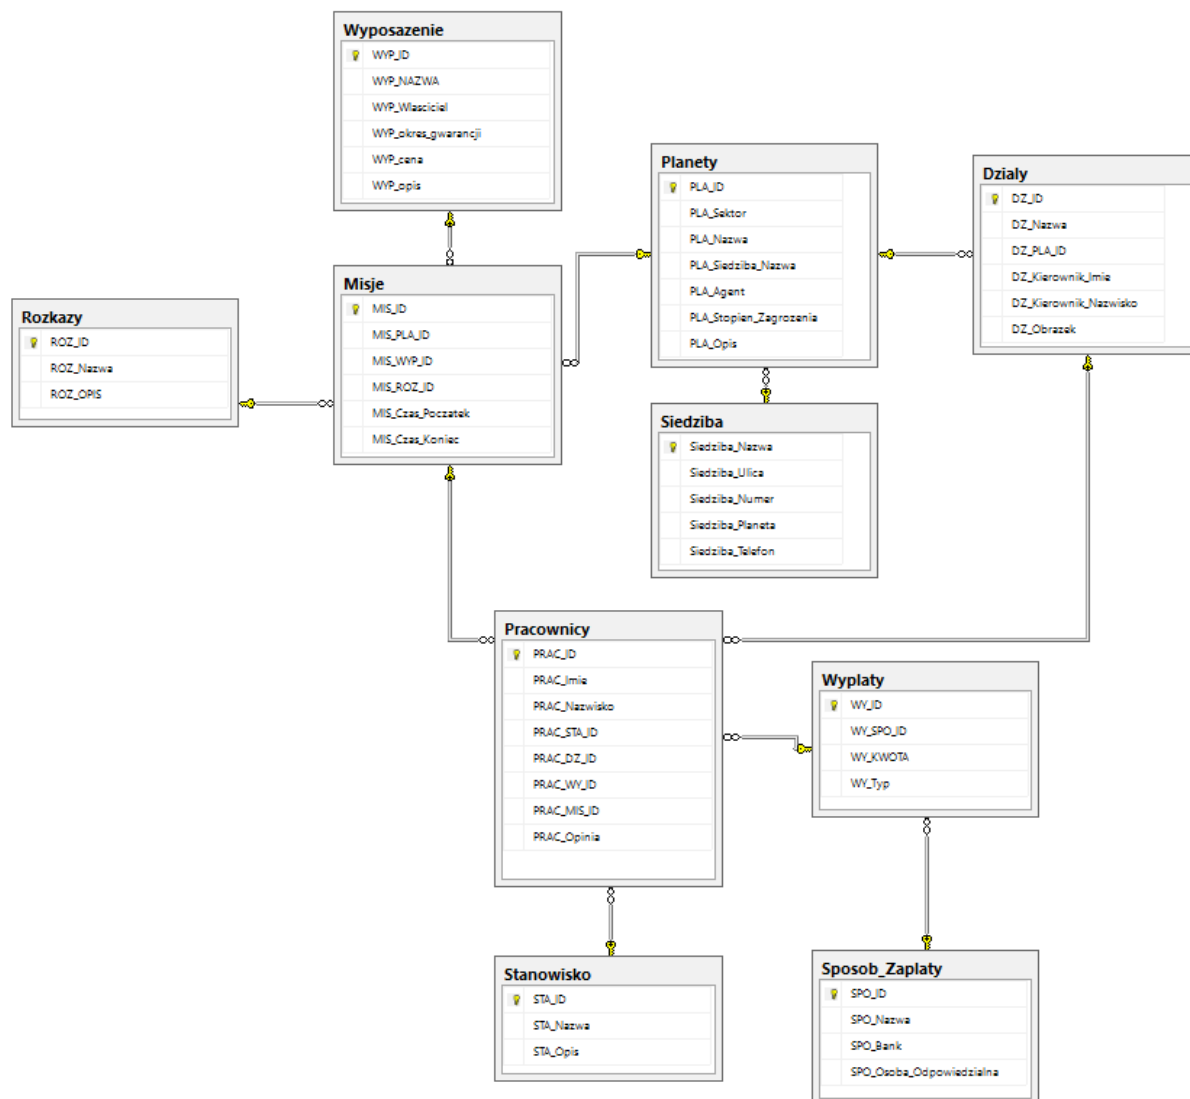 Wyposazenie
WYP_ID
WYP_NAZWA
WYP_Wlasciciel
WYP_okres_gwarancji
WYP_cena
WYP_opis
Planety
PLA_ID
PLA_Sektor
PLA_Nazwa
PLA_Siedziba_Nazwa
PLA_Agent
PLA_Stopien_Zagrozenia
PLA_Opis
Dzialy
DZ_ID
DZ_Nazwa
DZ_PLA_ID
DZ_Kierownik_Imie
DZ_Kierownik_Nazwisko
DZ_Obrazek
Misje
MIS_ID
MIS_PLA_ID
MIS_WYP_ID
MIS_ROZ_ID
MIS_Czas_Poczatek
MIS_Czas_Koniec
Rozkazy
ROZ_ID
ROZ_Nazwa
ROZ_OPIS
Siedziba
Siedziba_Nazwa
Siedziba_Ulica
Siedziba_Numer
Siedziba_Planeta
Siedziba_Telefon
Pracownicy
PRAC_ID
PRAC_Imie
PRAC_Nazwisko
PRAC_STA_ID
PRAC_DZ_ID
PRAC_WY_ID
PRAC_MIS_ID
PRAC_Opinia
Wyplaty
WY_ID
WY_SPO_ID
WY_KWOTA
WY_Typ
Stanowisko
STA_ID
STA_Nazwa
STA_Opis
Sposob_Zaplaty
SPO_ID
SPO_Nazwa
SPO_Bank
SPO_Osoba_Odpowiedzialna